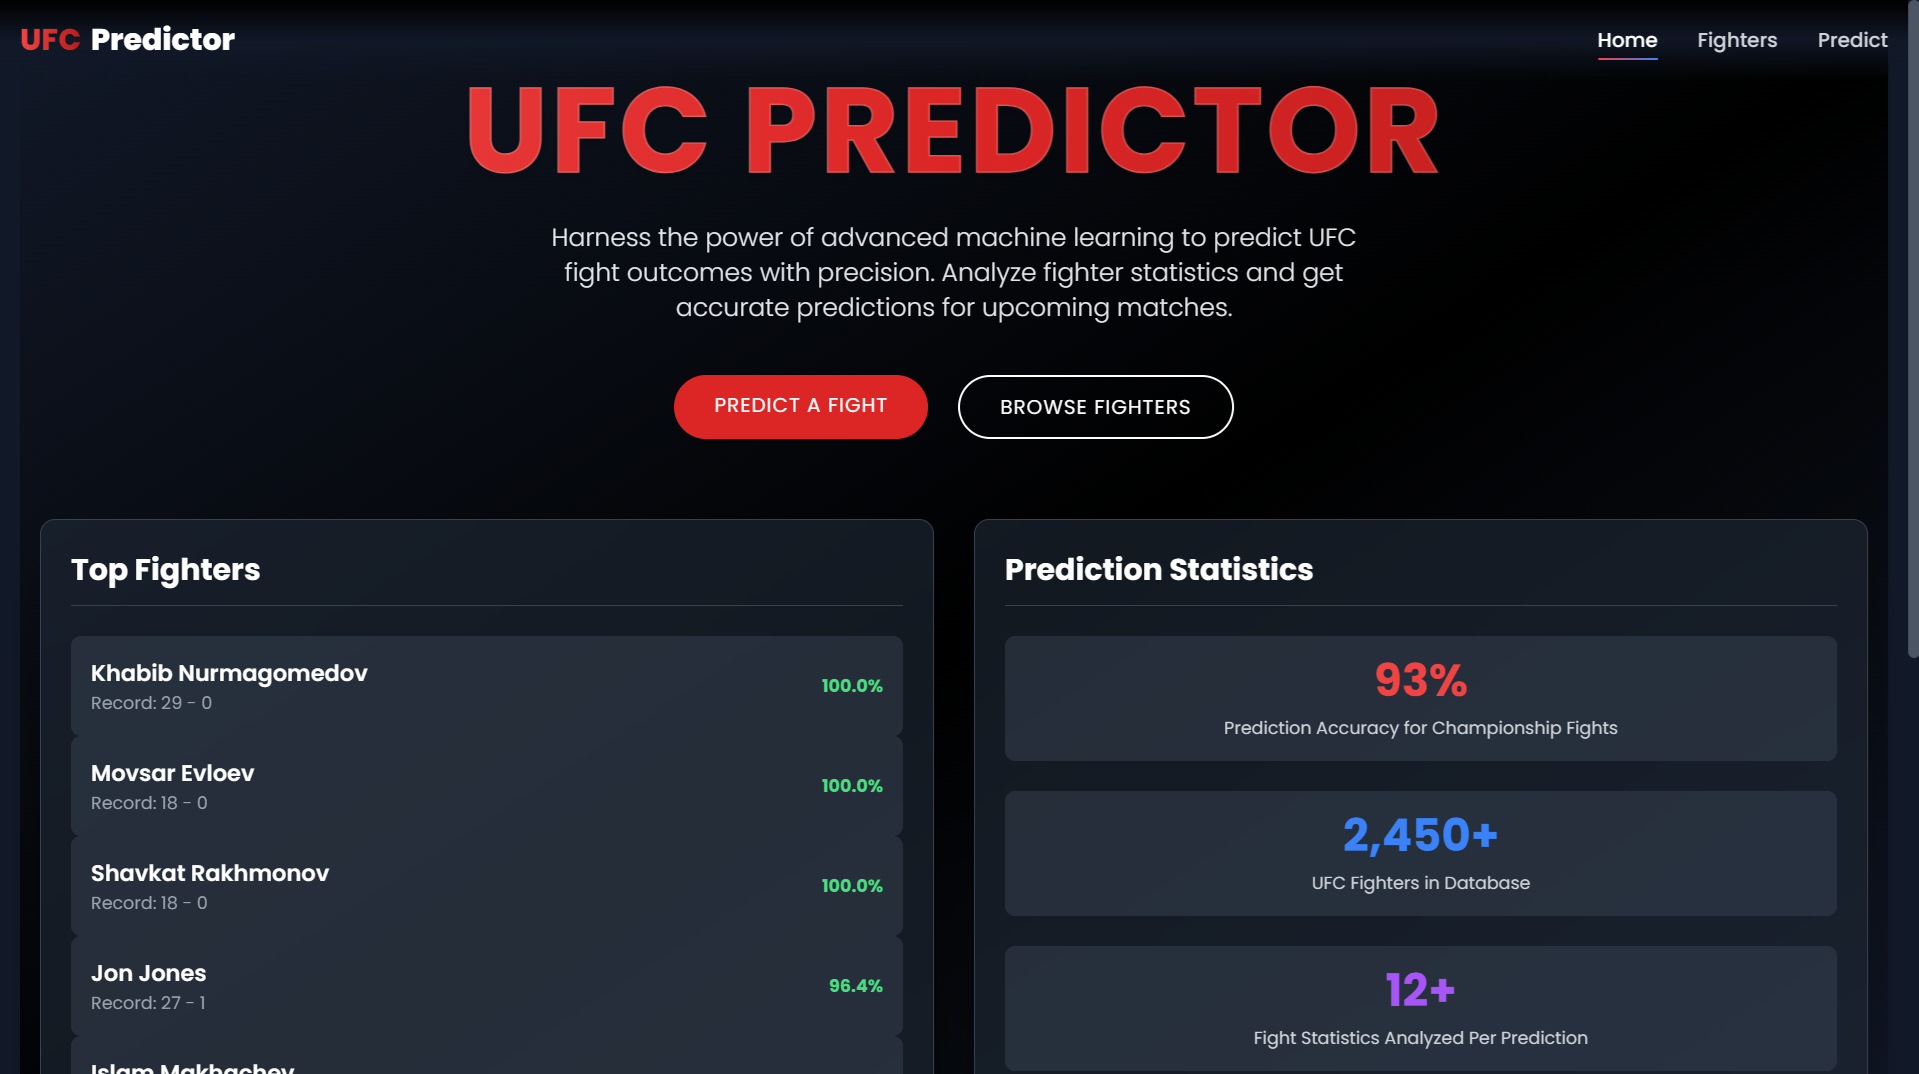 UFC Predictor
Home
Fighters
Predict
UFC PREDICTOR
Harness the power of advanced machine learning to predict UFC
fight outcomes with precision. Analyze fighter statistics and get
accurate predictions for upcoming matches.
PREDICT A FIGHT
BROWSE FIGHTERS
Top Fighters
Khabib Nurmagomedov
Record: 29 - 0
100.0%
Movsar Evloev
Record: 18 - 0
100.0%
Shavkat Rakhmonov
Record: 18 - 0
100.0%
Jon Jones
Record: 27 - 1
96.4%
Islam Makhachev
Prediction Statistics
93%
Prediction Accuracy for Championship Fights
2,450+
UFC Fighters in Database
12+
Fight Statistics Analyzed Per Prediction